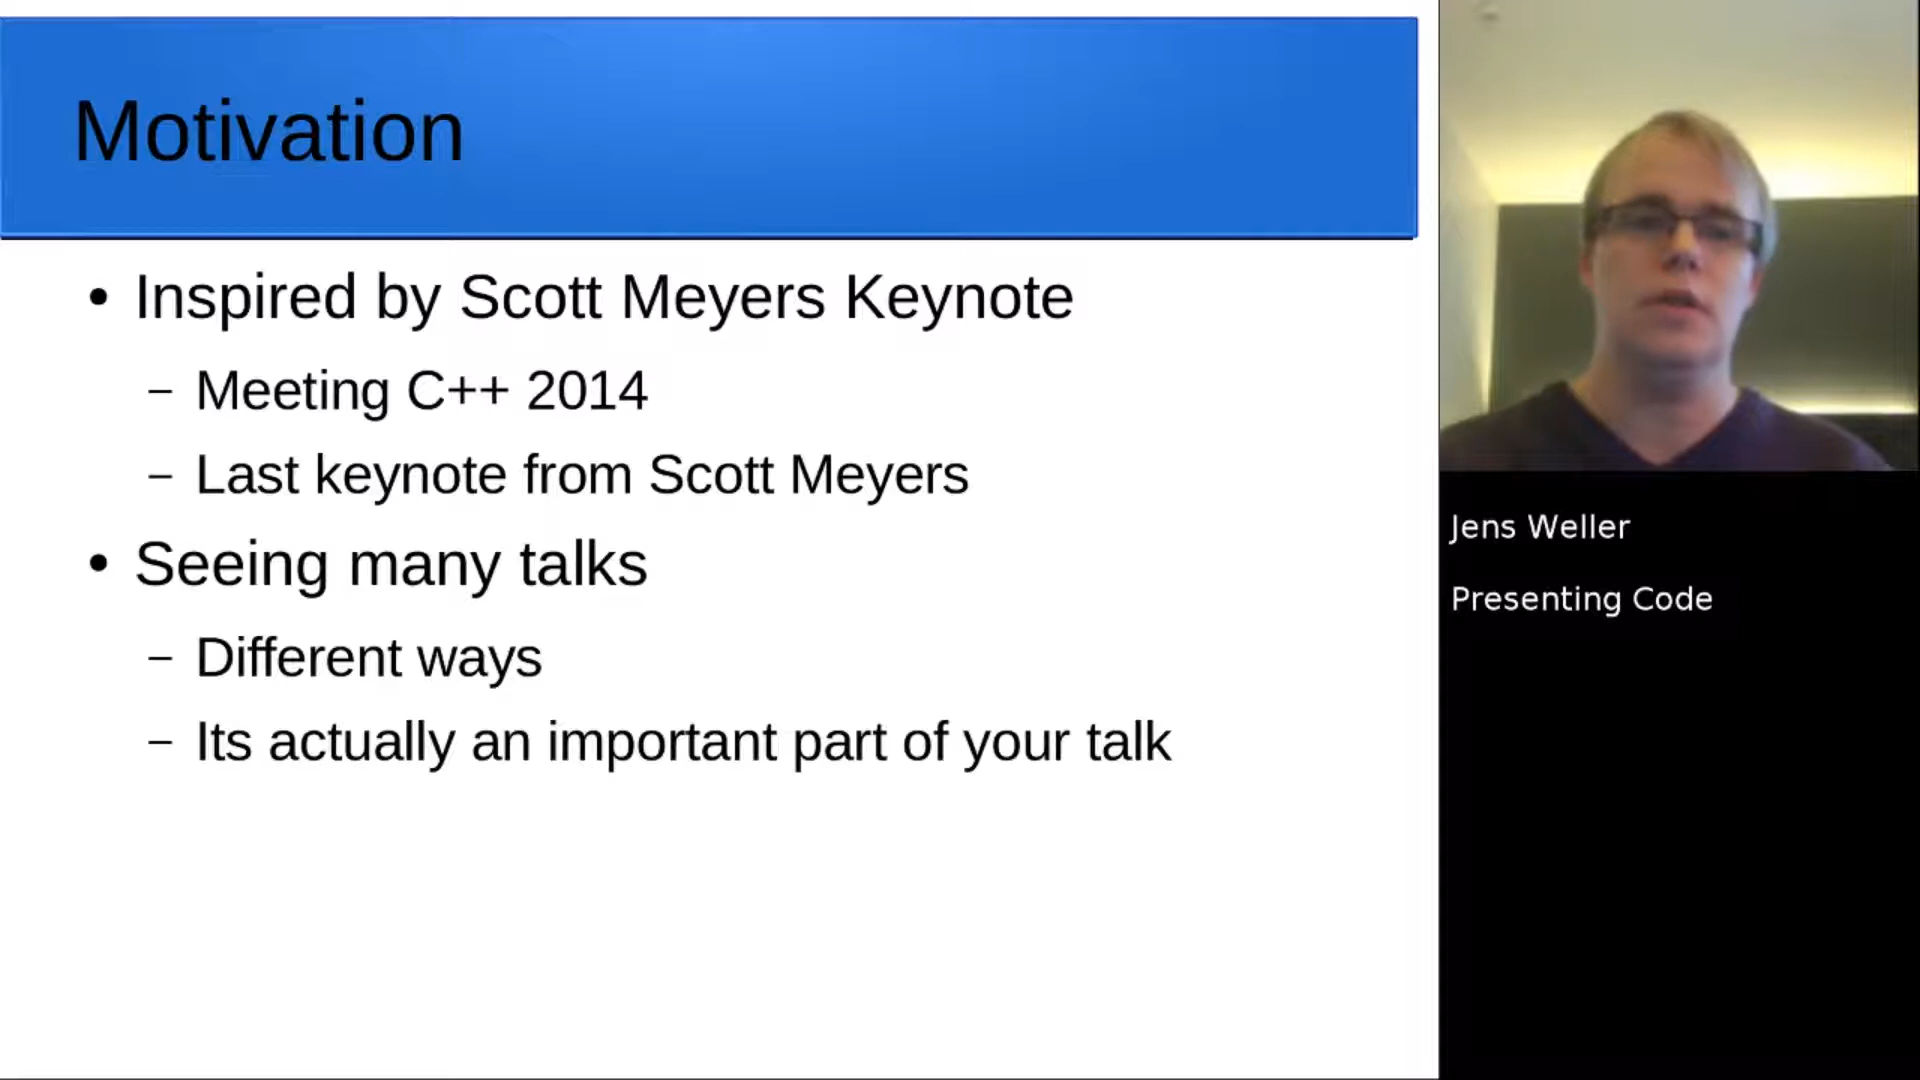 Motivation
• Inspired by Scott Meyers Keynote
– Meeting C++ 2014
– Last keynote from Scott Meyers
• Seeing many talks
– Different ways
– Its actually an important part of your talk
Jens Weller
Presenting Code